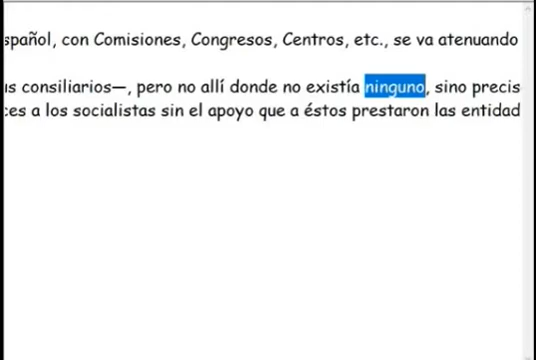 spañol, con Comisiones, Congresos, Centros, etc., se va atenuando
consiliarios—, pero no allí donde no existía ninguno, sino precis
a los socialistas sin el apoyo que a éstos prestaron las entidad